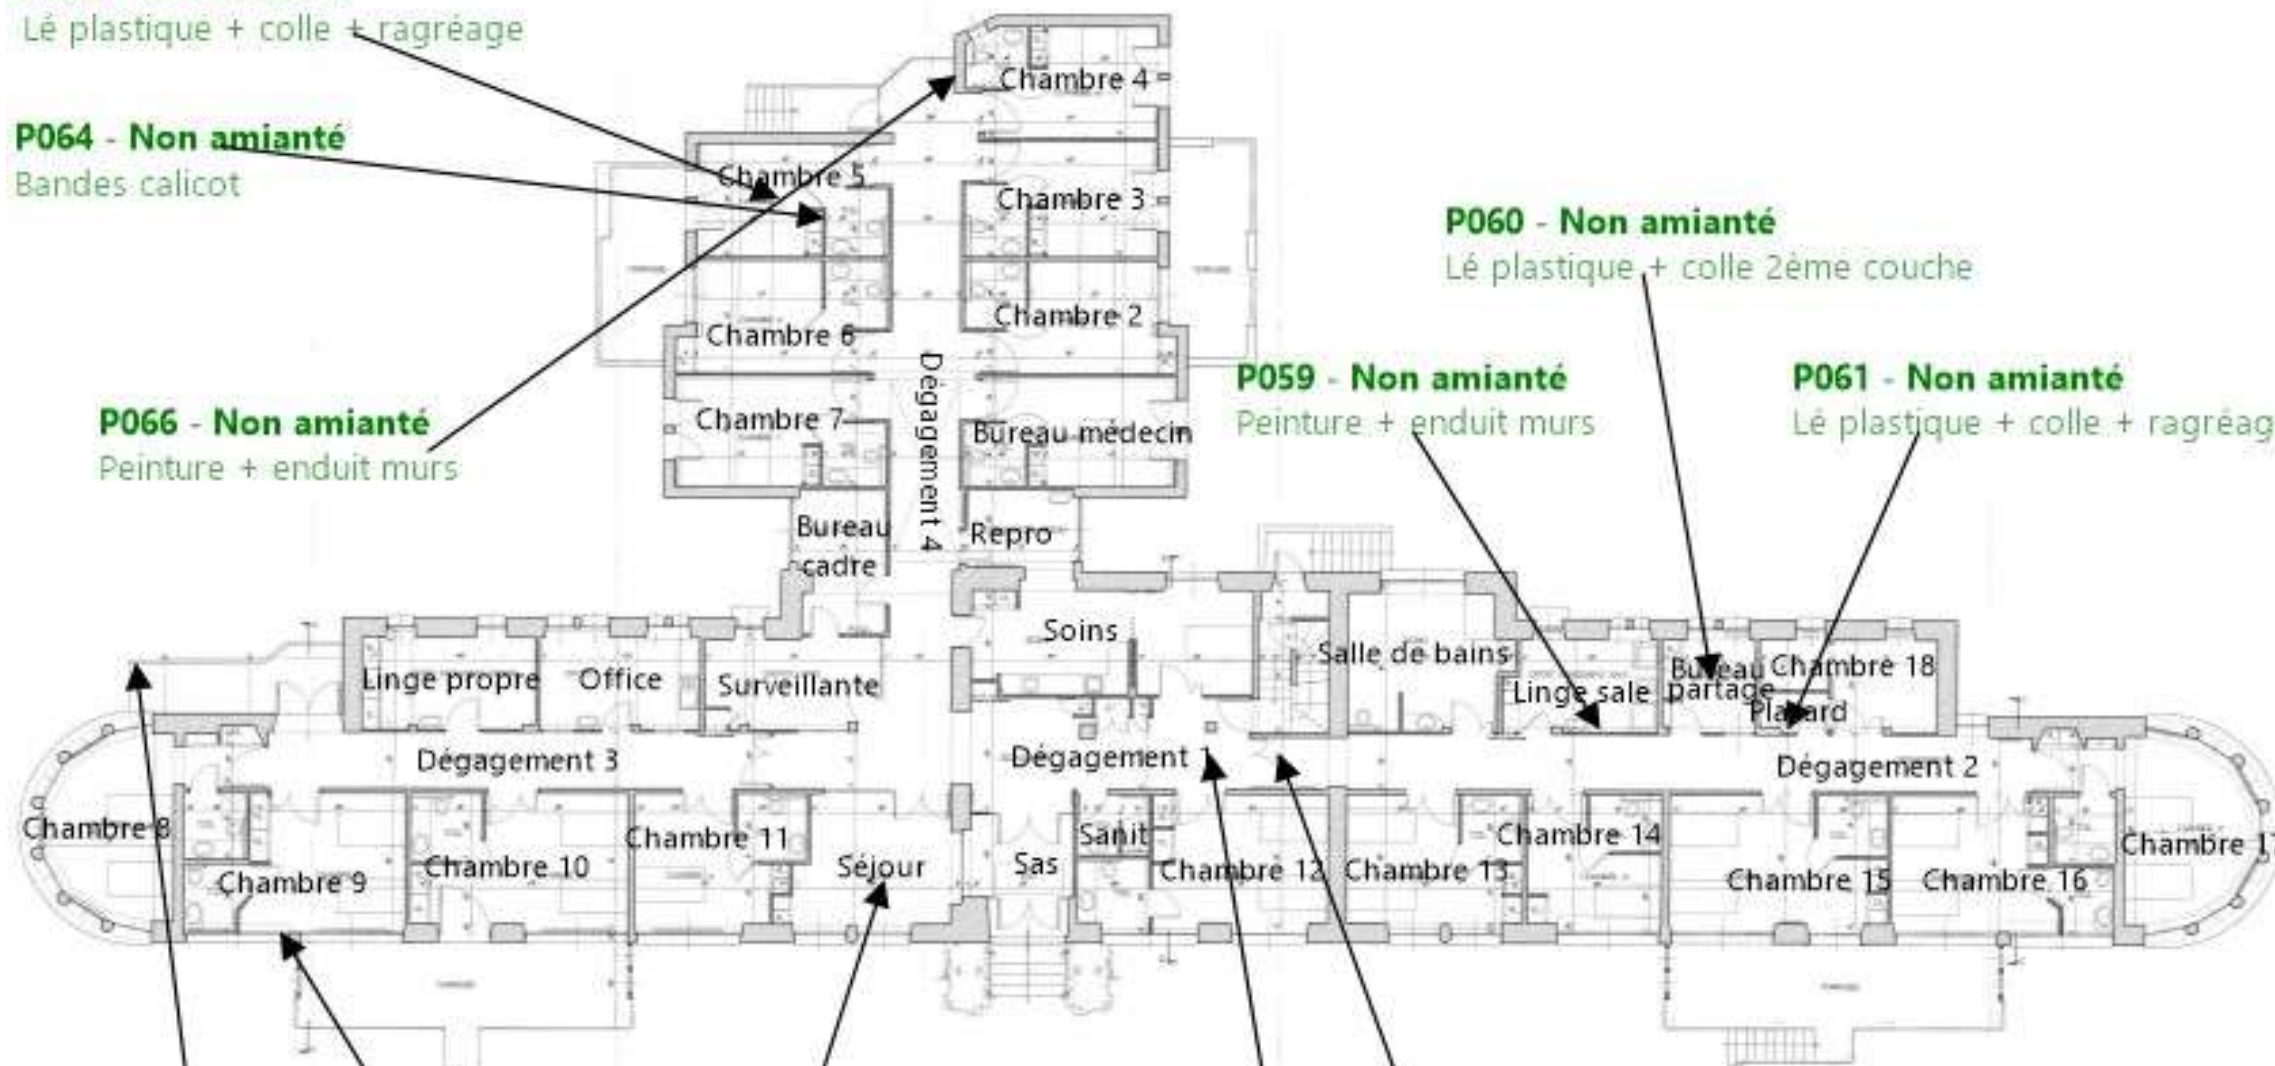 Lé plastique + colle + ragréage
P064 - Non amianté
Bandes calicot
P066 - Non amianté
Peinture + enduit murs
P060 - Non amianté
Lé plastique + colle 2ème couche
P059 - Non amianté
Peinture + enduit murs
P061 - Non amianté
Lé plastique + colle + ragréag
Chambre 4
Chambre 5
Chambre 3
Chambre 6
Chambre 2
Dégagement 4
Chambre 7
Bureau médecin
Bureau
cadre
Repro
Linge propre
Office
Surveillante
Soins
Salle de bains
Linge sale
Bureau
partage
Chambre 18
Placard
Dégagement 3
Dégagement 1
Dégagement 2
Chambre 8
Chambre 9
Chambre 10
Chambre 11
Séjour
Sas
Sanit
Chambre 12
Chambre 13
Chambre 14
Chambre 15
Chambre 16
Chambre 17